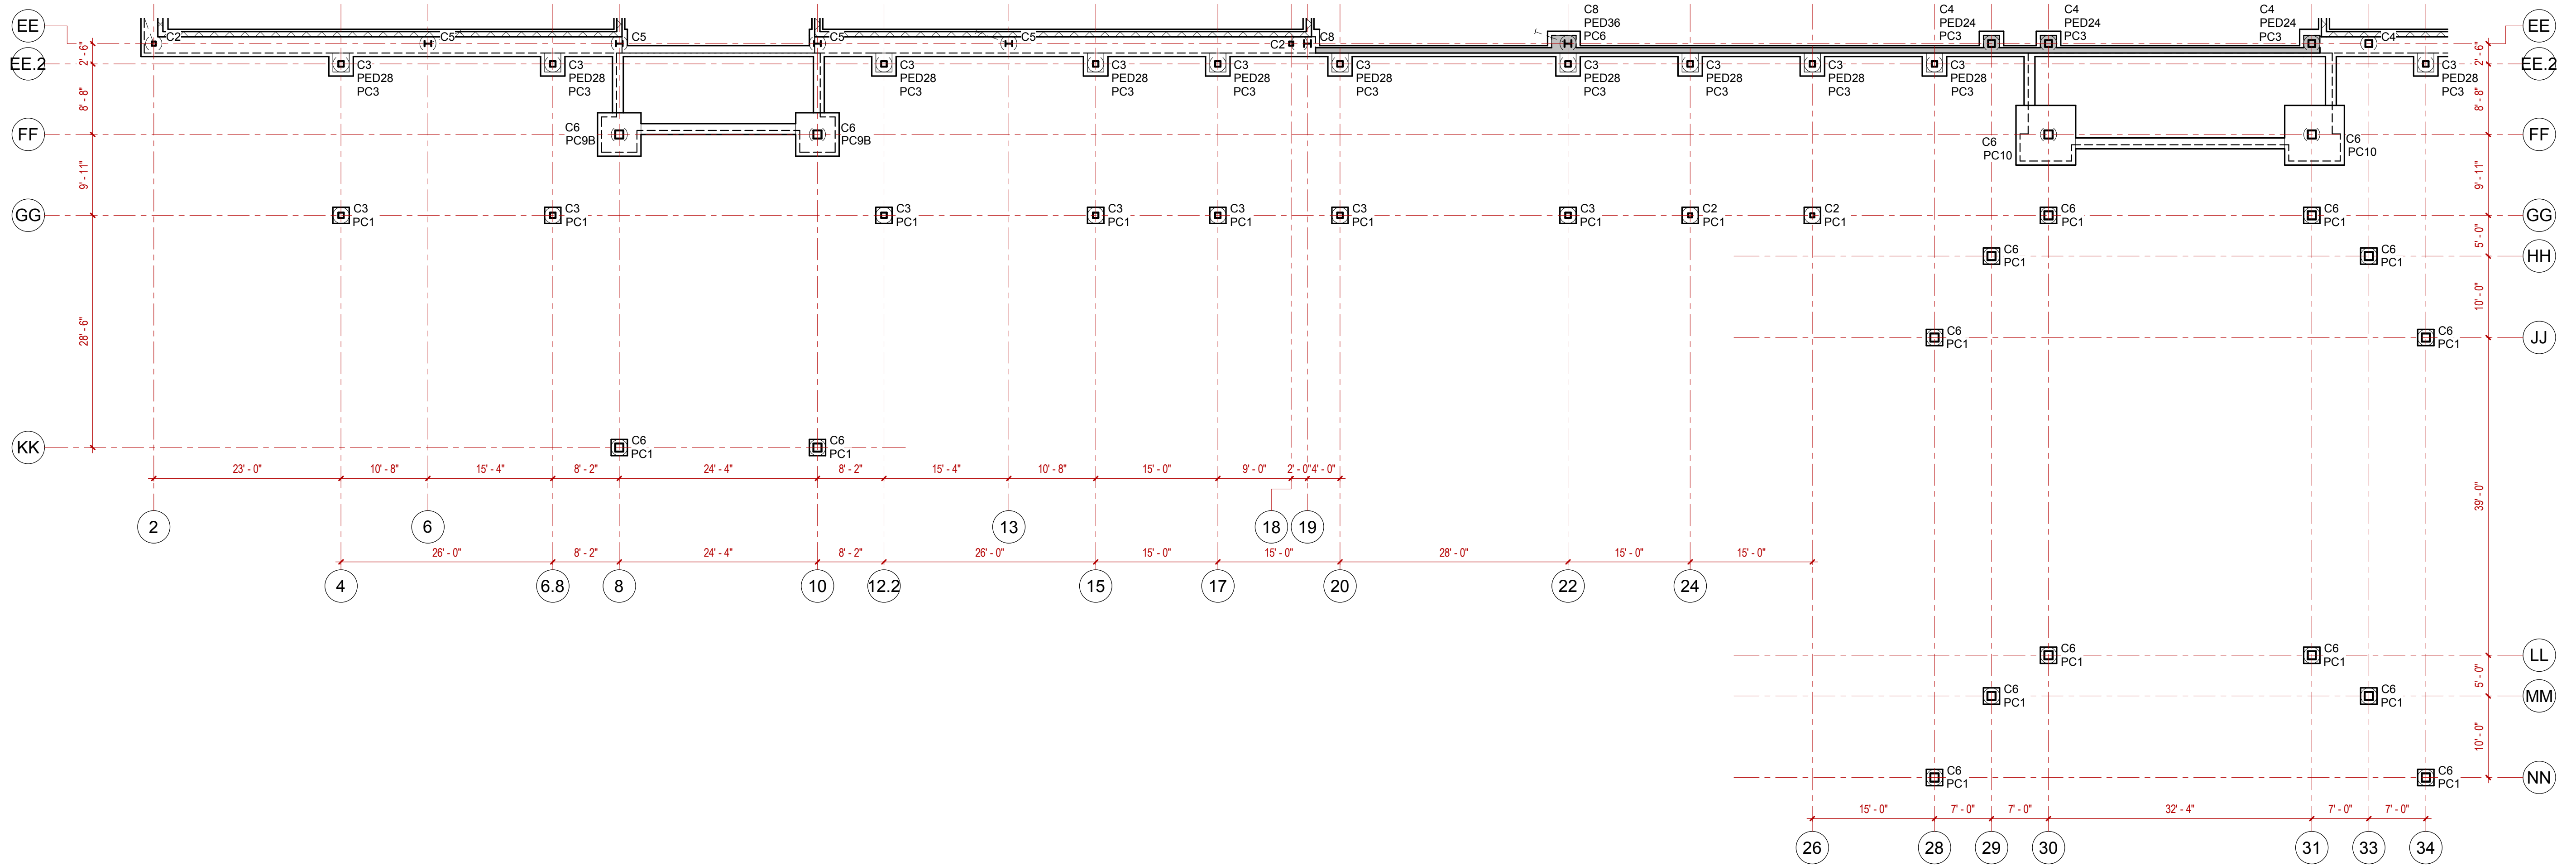 C8
C4
C4
C4
PED36
PED24
PED24
PED24
PC6
PC3
PC3
PC3
EE
C2
C5
C5
C5
C5
C2
C8
C4
EE
2' - 6"
2' - 6"
EE.2
C3
C3
C3
C3
C3
C3
C3
C3
C3
C3
C3
EE.2
PED28
PED28
PED28
PED28
PED28
PED28
PED28
PED28
PED28
PED28
PED28
PC3
PC3
PC3
PC3
PC3
PC3
PC3
PC3
PC3
PC3
PC3
8' - 8"
8' - 8"
FF
C6
C6
C6
C6
FF
PC9B
PC9B
PC10
PC10
9' - 11"
9' - 11"
GG
C3
C3
C3
C3
C3
C3
C3
C2
C2
C6
C6
GG
PC1
PC1
PC1
PC1
PC1
PC1
PC1
PC1
PC1
PC1
PC1
5' - 0"
C6
C6
HH
PC1
PC1
10' - 0"
28' - 6"
C6
C6
JJ
PC1
PC1
KK
C6
C6
PC1
PC1
23' - 0"
10' - 8"
15' - 4"
8' - 2"
24' - 4"
8' - 2"
15' - 4"
10' - 8"
15' - 0"
9' - 0"
2' - 0"
4' - 0"
39' - 0"
2
6
13
18
19
26' - 0"
8' - 2"
24' - 4"
8' - 2"
26' - 0"
15' - 0"
15' - 0"
28' - 0"
15' - 0"
15' - 0"
4
6.8
8
10
12.2
15
17
20
22
24
C6
C6
LL
PC1
PC1
5' - 0"
C6
C6
MM
PC1
PC1
10' - 0"
C6
C6
NN
PC1
PC1
15' - 0"
7' - 0"
7' - 0"
32' - 4"
7' - 0"
7' - 0"
26
28
29
30
31
33
34